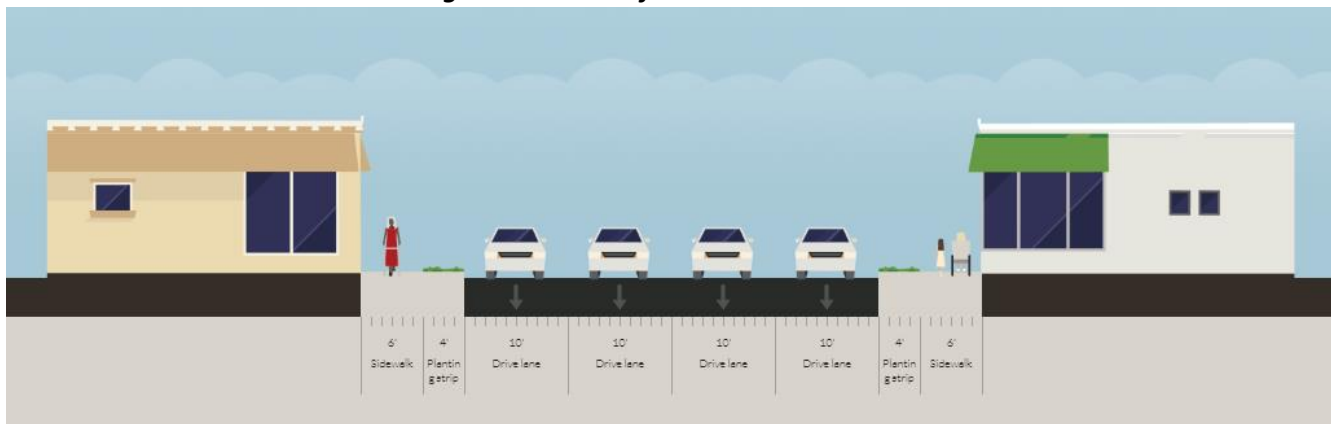 6' 4' 10' 10' 10' 10' 4' 6'
Sidewalk Plantin Drive lane Drive lane Drive lane Drive lane Plantin Sidewalk
g strip g strip